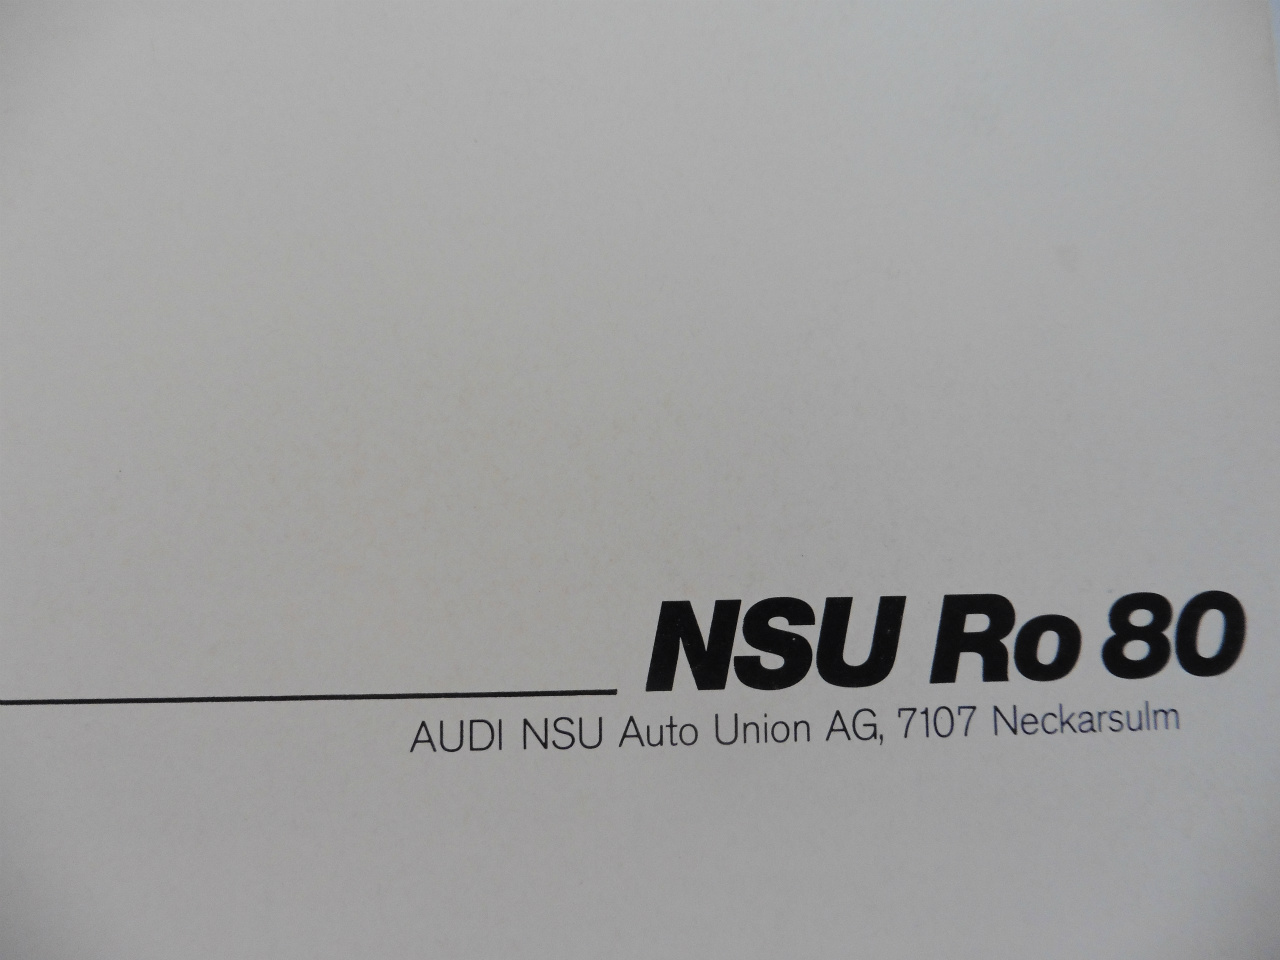 NSU Ro 80
AUDI NSU Auto Union AG, 7107 Neckarsulm